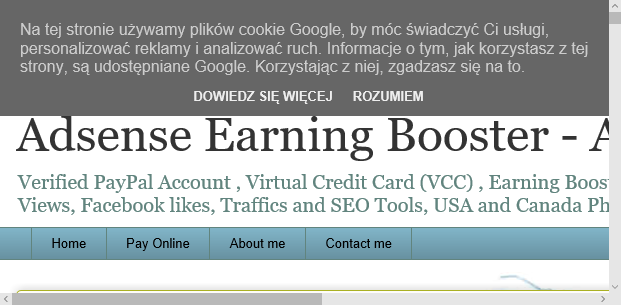 Na tej stronie używamy plików cookie Google, by móc świadczyć Ci usługi,
personalizować reklamy i analizować ruch. Informacje o tym, jak korzystasz z tej
strony, są udostępniane Google. Korzystając z niej, zgadzasz się na to.
DOWIEDZ SIĘ WIĘCEJ ROZUMIEM
Adsense Earning Booster - A
Verified PayPal Account , Virtual Credit Card (VCC) , Earning Boos
Views, Facebook likes, Traffics and SEO Tools, USA and Canada Ph
Home Pay Online About me Contact me